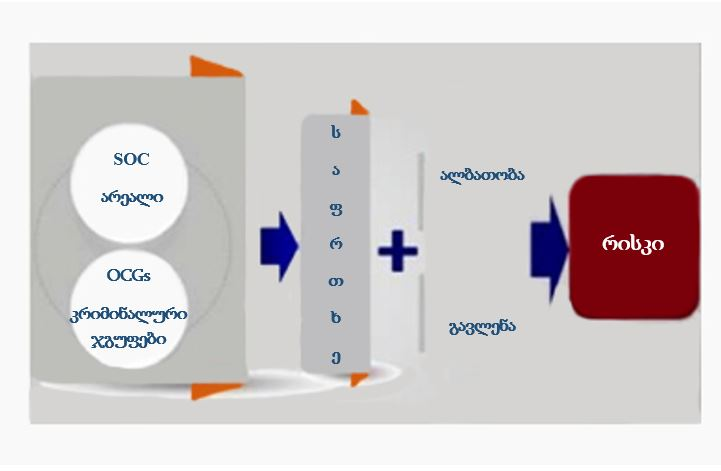 SOC
არეალი
OCGs
კრიმინალური
ჯგუფები
ს
ა
ფ
რ
თ
ხ
ე
+
ალბათობა
გავლენა
რისკი